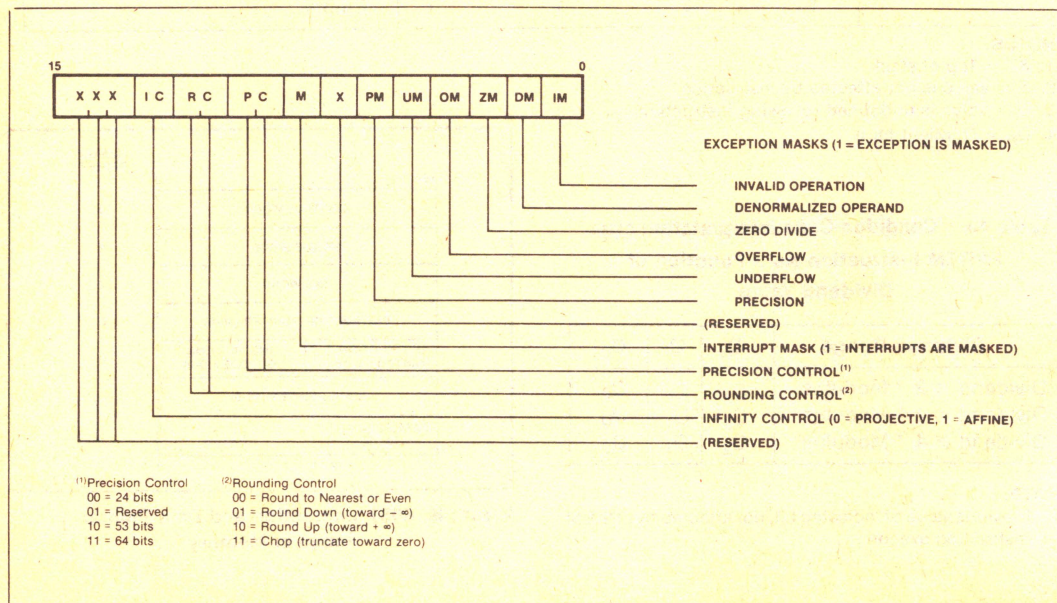 15 0
X X X I C R C P C M X PM UM OM ZM DM IM
EXCEPTION MASKS (1 = EXCEPTION IS MASKED)
INVALID OPERATION
DENORMALIZED OPERAND
ZERO DIVIDE
OVERFLOW
UNDERFLOW
PRECISION
(RESERVED)
INTERRUPT MASK (1 = INTERRUPTS ARE MASKED)
PRECISION CONTROL(1)
ROUNDING CONTROL(2)
INFINITY CONTROL (0 = PROJECTIVE, 1 = AFFINE)
(RESERVED)
(1)Precision Control
00 = 24 bits
01 = Reserved
10 = 53 bits
11 = 64 bits
(2)Rounding Control
00 = Round to Nearest or Even
01 = Round Down (toward − ∞)
10 = Round Up (toward + ∞)
11 = Chop (truncate toward zero)